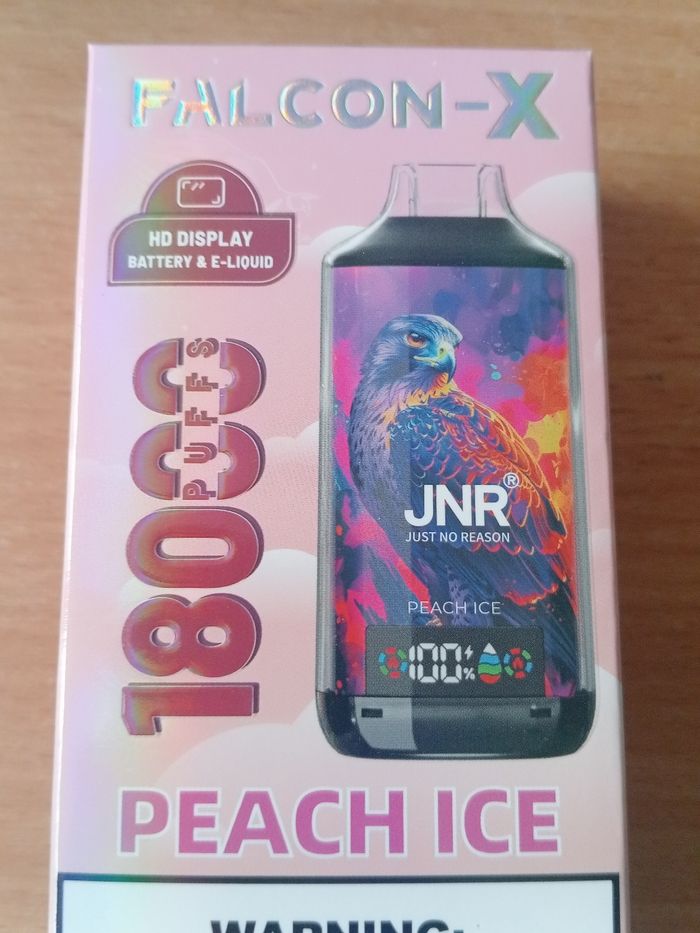 FALCON-X
HD DISPLAY
BATTERY & E-LIQUID
18000
PUFFS
JNR®
JUST NO REASON
PEACH ICE
100%
PEACH ICE
WARNING: